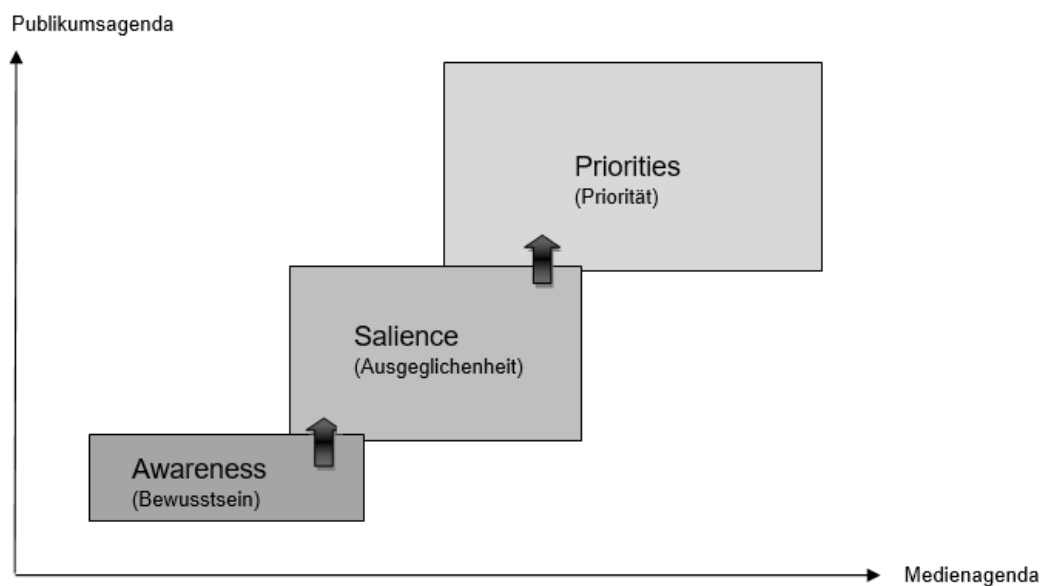 Publikumsagenda
Priorities
(Priorität)
Salience
(Ausgeglichenheit)
Awareness
(Bewusstsein)
Medienagenda